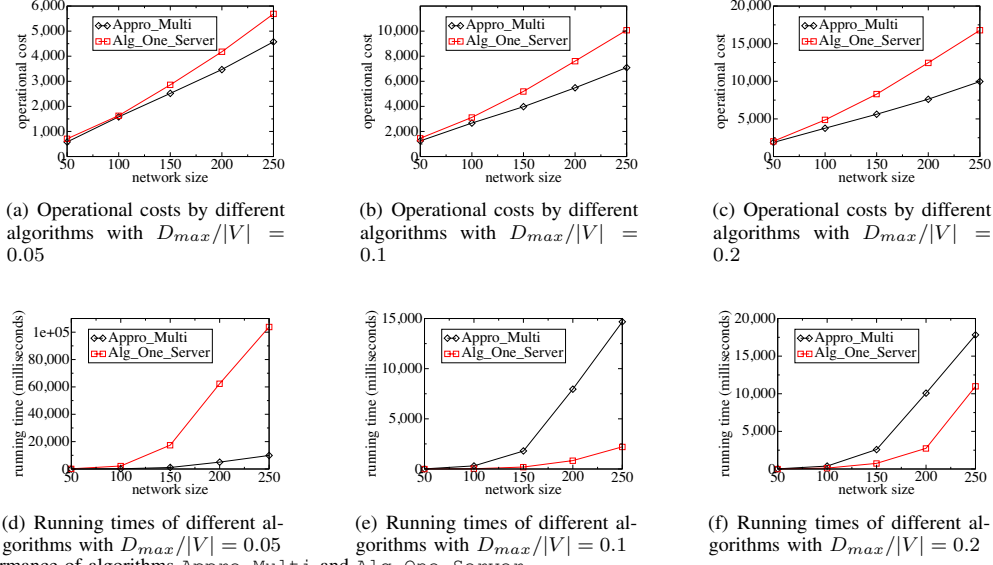 6,000
5,000
4,000
3,000
2,000
1,000
0
operational cost
Appro_Multi
Alg_One_Server
50 100 150 200 250
network size
(a) Operational costs by different
algorithms with D_max/|V| =
0.05
10,000
8,000
6,000
4,000
2,000
0
operational cost
Appro_Multi
Alg_One_Server
50 100 150 200 250
network size
(b) Operational costs by different
algorithms with D_max/|V| =
0.1
20,000
15,000
10,000
5,000
0
operational cost
Appro_Multi
Alg_One_Server
50 100 150 200 250
network size
(c) Operational costs by different
algorithms with D_max/|V| =
0.2
1e+05
80,000
60,000
40,000
20,000
0
running time (milliseconds)
Appro_Multi
Alg_One_Server
50 100 150 200 250
network size
(d) Running times of different al-
gorithms with D_max/|V| = 0.05
15,000
10,000
5,000
0
running time (milliseconds)
Appro_Multi
Alg_One_Server
50 100 150 200 250
network size
(e) Running times of different al-
gorithms with D_max/|V| = 0.1
20,000
15,000
10,000
5,000
0
running time (milliseconds)
Appro_Multi
Alg_One_Server
50 100 150 200 250
network size
(f) Running times of different al-
gorithms with D_max/|V| = 0.2